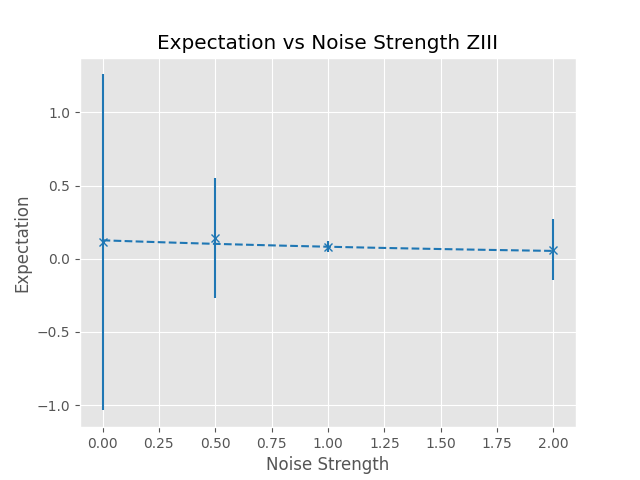 Expectation vs Noise Strength ZIII
1.0
0.5
0.0
−0.5
−1.0
Expectation
0.00 0.25 0.50 0.75 1.00 1.25 1.50 1.75 2.00
Noise Strength